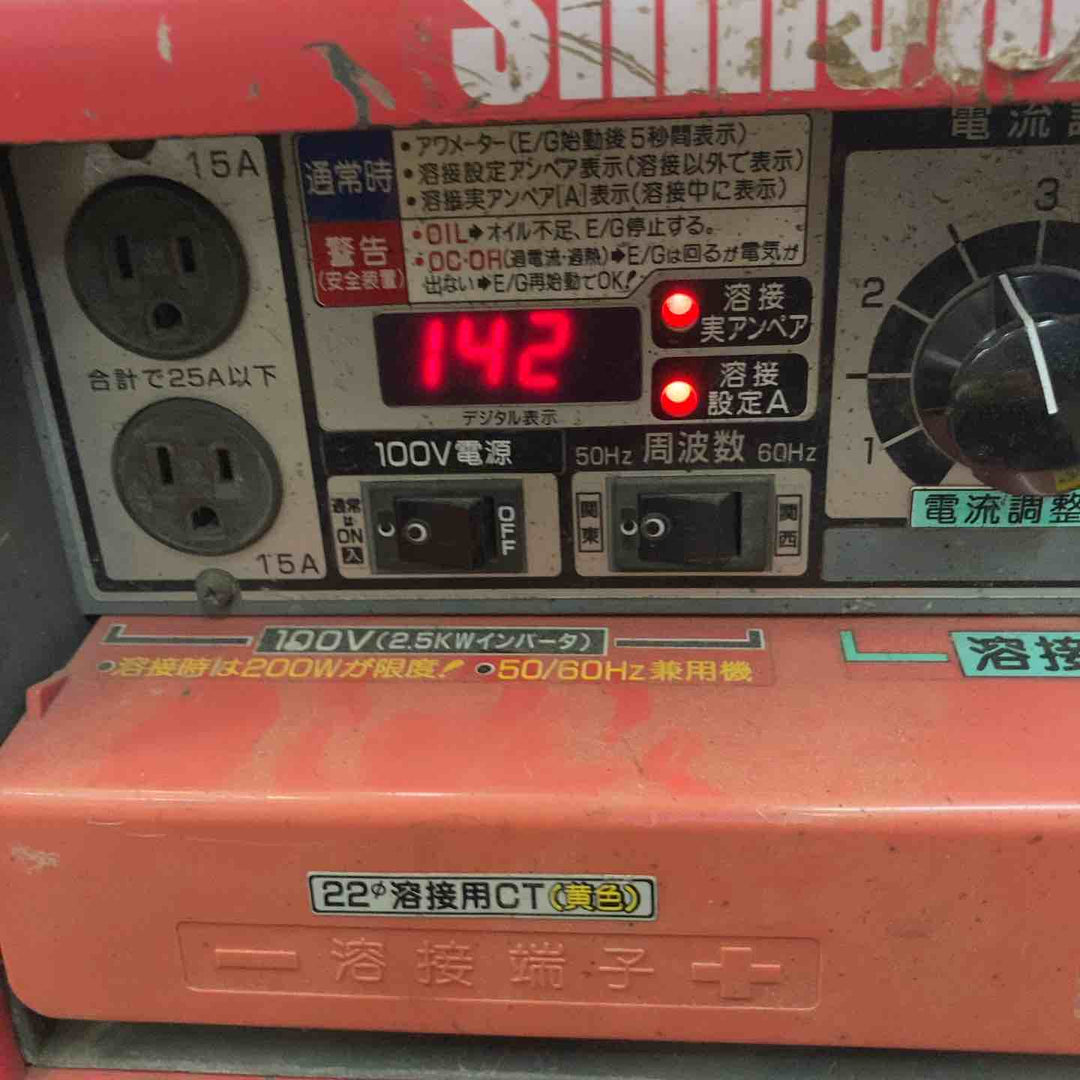 15A
合計で25A以下
15A
通常時
・アワメーター(E/G始動後5秒間表示)
・溶接設定アンペア表示(溶接以外で表示)
・溶接実アンペア[A]表示(溶接中に表示)
警告
(安全装置)
・OIL➡オイル不足、E/G停止する。
・OC・OH(過電流・過熱)➡E/Gは回るが電気が
出ない➡E/G再始動でOK!
142
デジタル表示
溶接
実アンペア
溶接
設定A
100V電源
通常
は
ON
入
OFF
50Hz 周波数 60Hz
関東
関西
電流
3
2
1
電流調整
100V(2.5KWインバータ)
●溶接時は200Wが限度! ●50/60Hz兼用機
溶接
22φ溶接用CT(黄色)
− 溶接端子 +